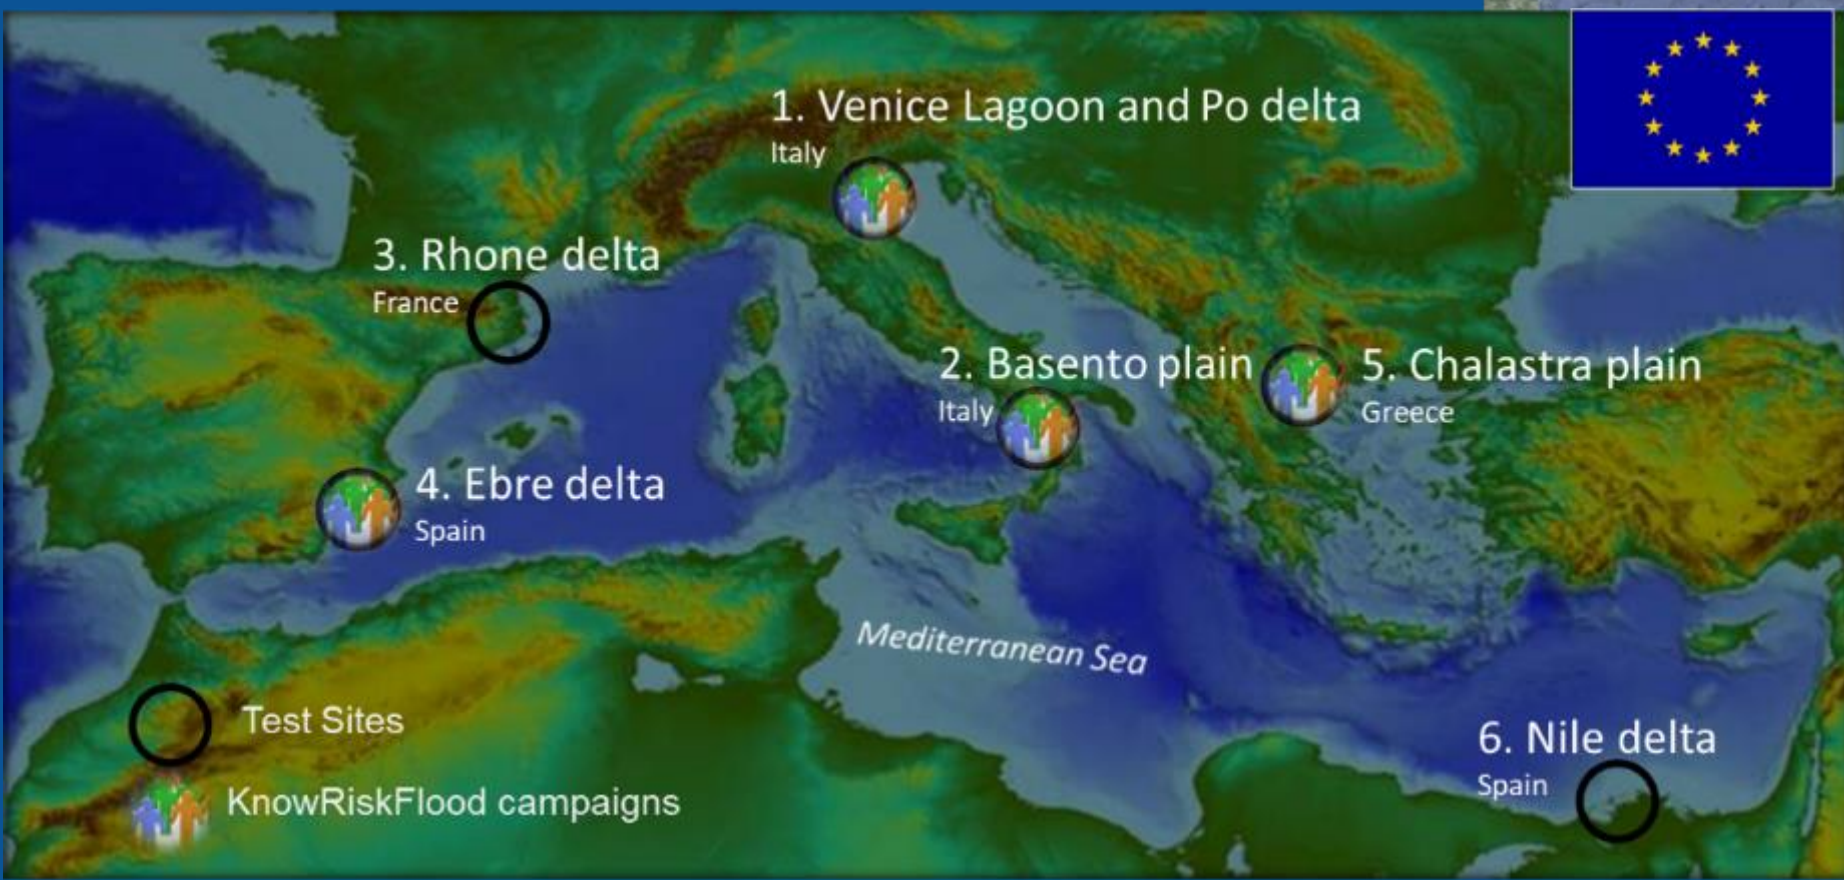 1. Venice Lagoon and Po delta
Italy
3. Rhone delta
France
2. Basento plain
Italy
5. Chalastra plain
Greece
4. Ebre delta
Spain
Mediterranean Sea
Test Sites
6. Nile delta
Spain
KnowRiskFlood campaigns